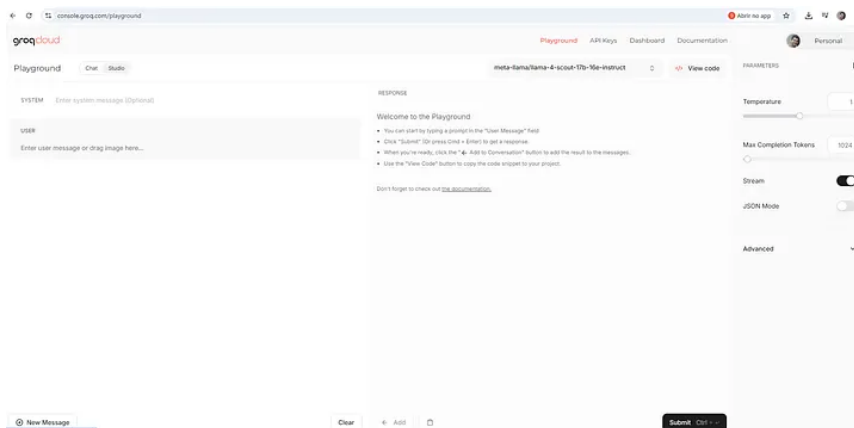 console.groq.com/playground
Abrir no app
groqcloud
Playground API Keys Dashboard Documentation
Personal
Playground
Chat Studio
meta-llama/llama-4-scout-17b-16e-instruct
View code
PARAMETERS
SYSTEM Enter system message (Optional)
USER
Enter user message or drag image here...
RESPONSE
Welcome to the Playground
• You can start by typing a prompt in the "User Message" field
• Click "Submit" (Or press Cmd + Enter) to get a response.
• When you're ready, click the "← Add to Conversation" button to add the result to the messages.
• Use the "View Code" button to copy the code snippet to your project.
Don't forget to check out the documentation.
Temperature 1
Max Completion Tokens 1024
Stream
JSON Mode
Advanced
New Message
Clear
Add
Submit Ctrl +